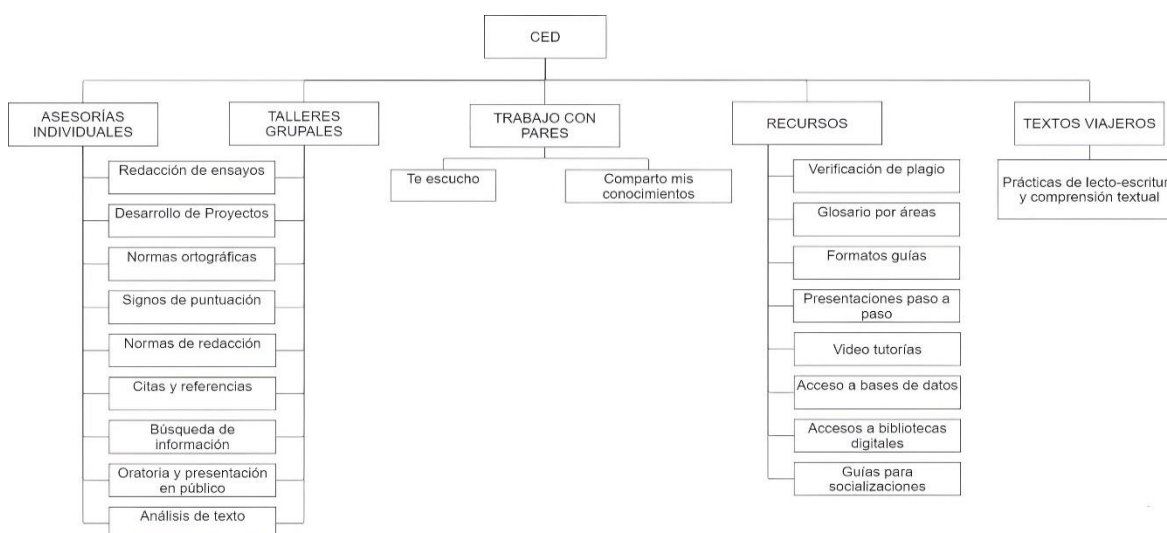 CED
ASESORÍAS
INDIVIDUALES
TALLERES
GRUPALES
TRABAJO CON
PARES
RECURSOS
TEXTOS VIAJEROS
Redacción de ensayos
Desarrollo de Proyectos
Normas ortográficas
Signos de puntuación
Normas de redacción
Citas y referencias
Búsqueda de
información
Oratoria y presentación
en público
Análisis de texto
Te escucho
Comparto mis
conocimientos
Verificación de plagio
Glosario por áreas
Formatos guías
Presentaciones paso a
paso
Video tutorías
Acceso a bases de datos
Accesos a bibliotecas
digitales
Guías para
socializaciones
Prácticas de lecto-escritur
y comprensión textual